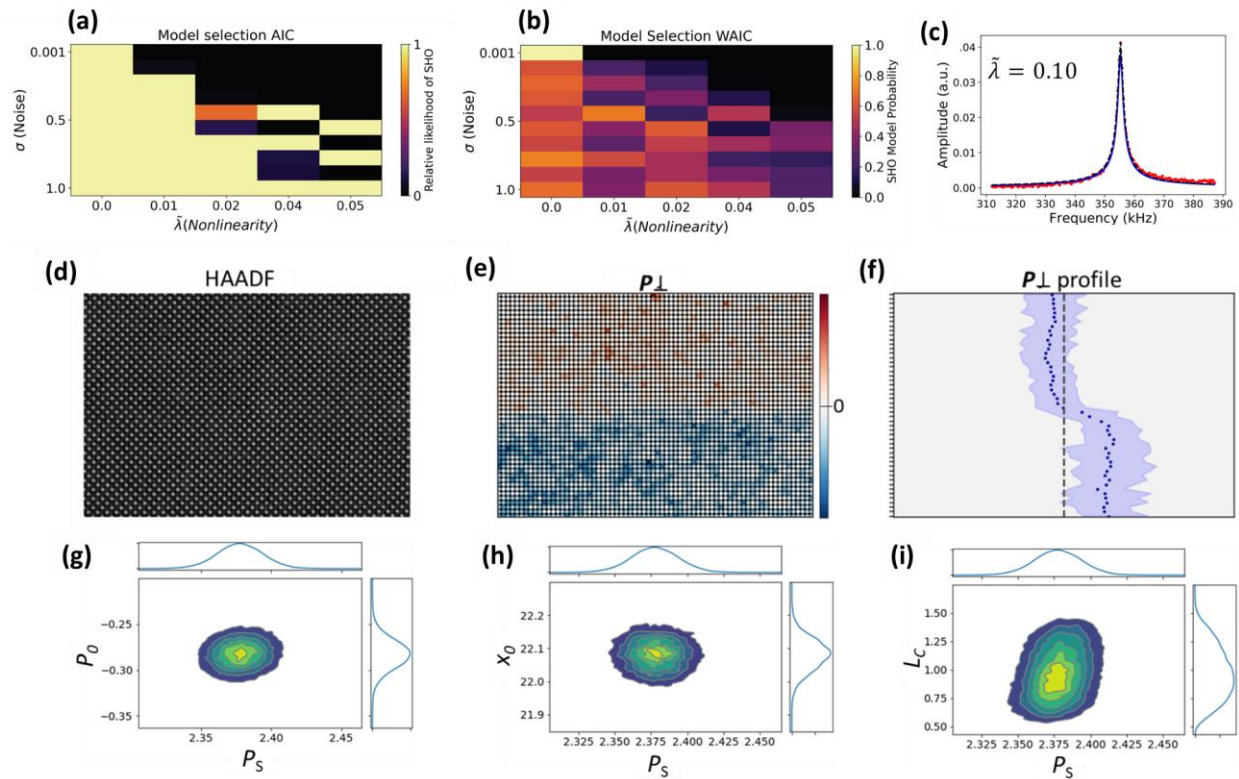 (a)
Model selection AIC
0.001
0.5
1.0
σ (Noise)
0.0 0.01 0.02 0.04 0.05
λ̃(Nonlinearity)
1
0
Relative likelihood of SHO
(b)
Model Selection WAIC
0.001
0.5
1.0
σ (Noise)
0.0 0.01 0.02 0.04 0.05
λ̃(Nonlinearity)
1.0
0.8
0.6
0.4
0.2
0.0
SHO Model Probability
(c)
λ̃ = 0.10
.04
0.03
0.02
0.01
0.00
Amplitude (a.u.)
310 320 330 340 350 360 370 380 390
Frequency (kHz)
(d)
HAADF
(e)
P⊥
0
(f)
P⊥ profile
(g)
−0.25
−0.30
−0.35
P0
2.35 2.40 2.45
PS
(h)
22.2
22.1
22.0
21.9
x0
2.325 2.350 2.375 2.400 2.425 2.450
PS
(i)
1.50
1.25
1.00
0.75
0.50
LC
2.325 2.350 2.375 2.400 2.425 2.450
PS